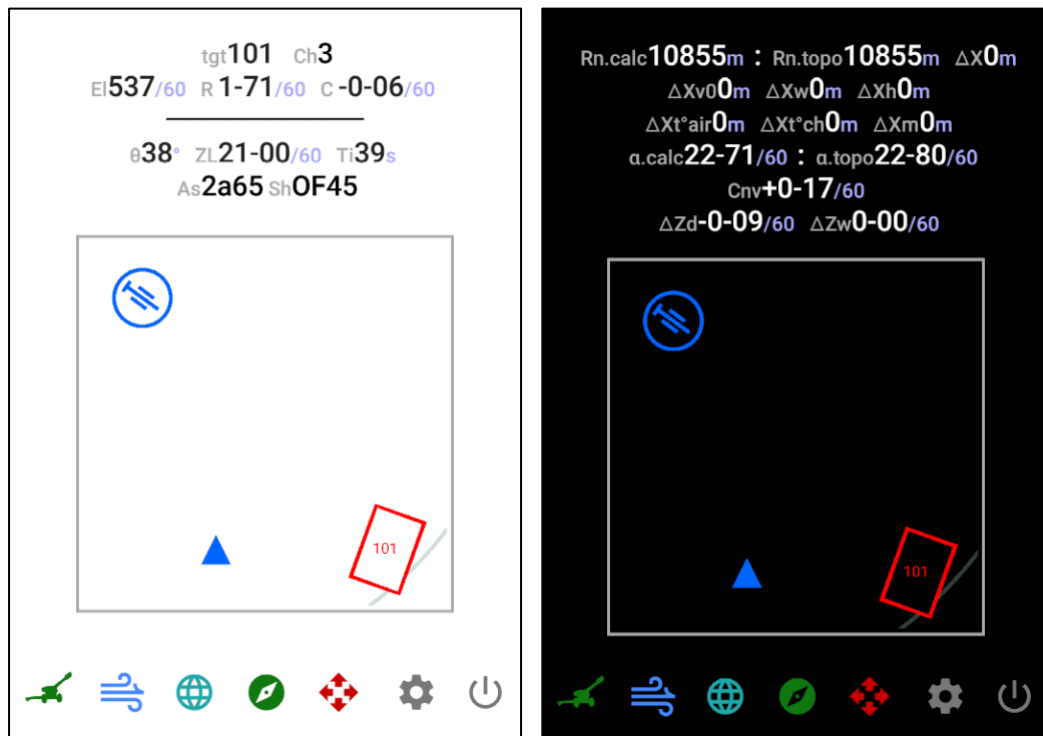 tgt101 Ch3
El537/60 R 1-71/60 C -0-06/60
θ38° ZL21-00/60 Ti39s
As2a65 ShOF45
101
Rn.calc10855m : Rn.topo10855m ΔX0m
ΔXv00m ΔXw0m ΔXh0m
ΔXt°air0m ΔXt°ch0m ΔXm0m
α.calc22-71/60 : α.topo22-80/60
Cnv+0-17/60
ΔZd-0-09/60 ΔZw0-00/60
101